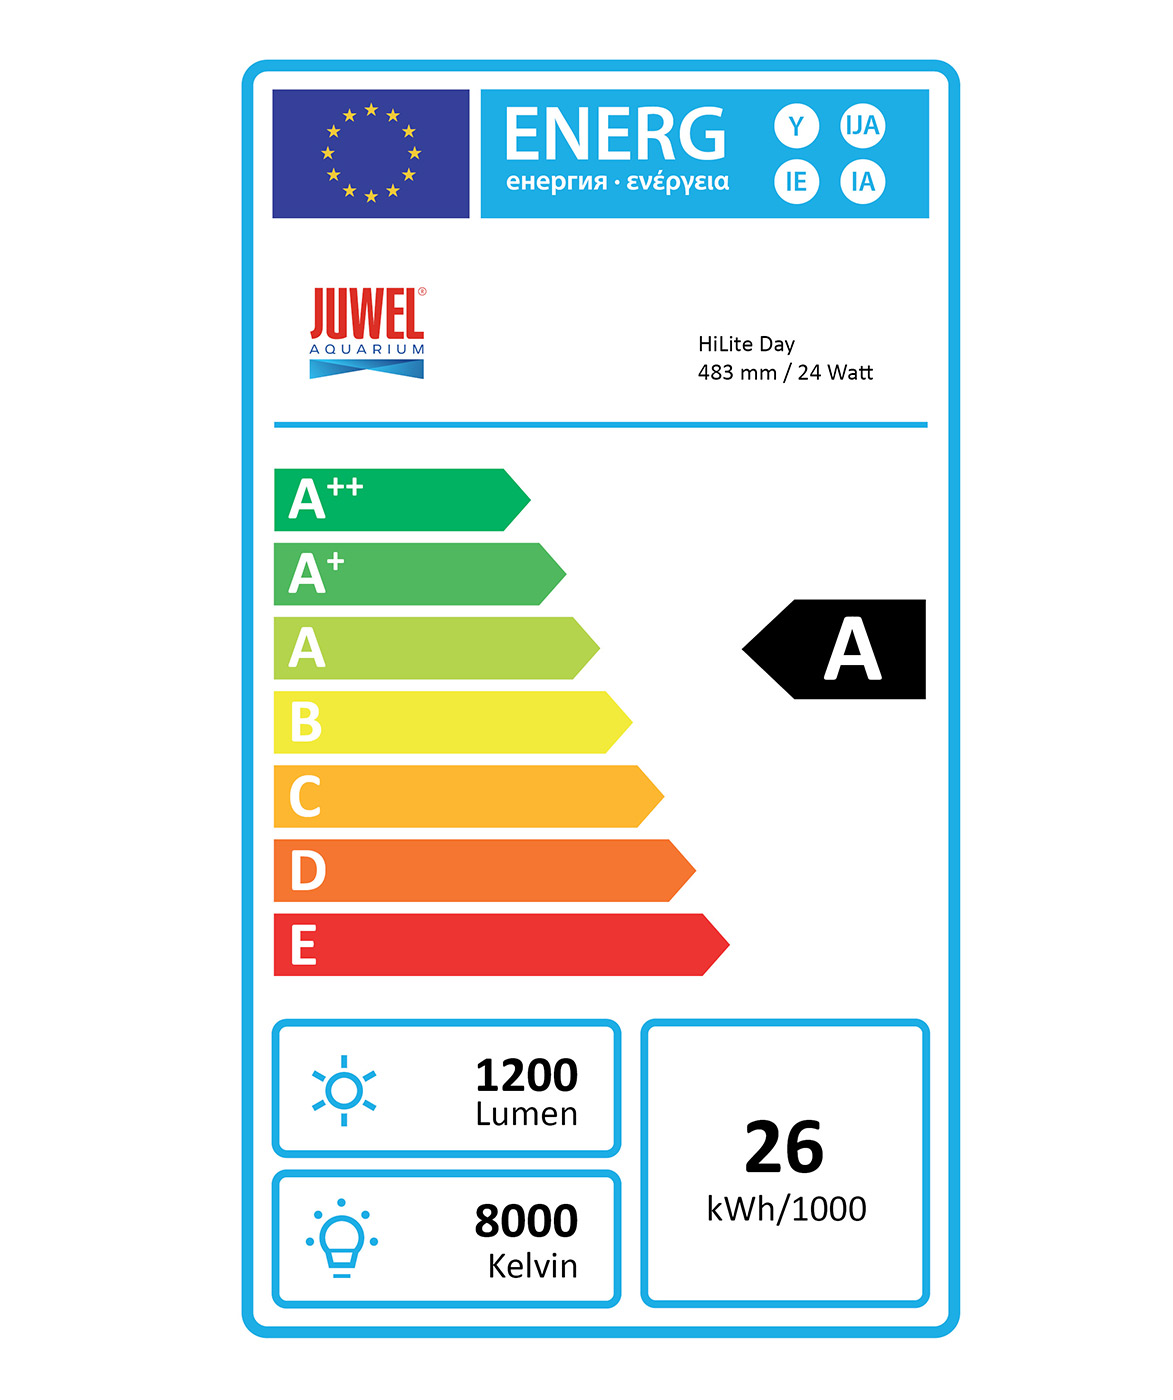 ENERG
енергия · ενέργεια
Y
IJA
IE
IA
JUWEL®
AQUARIUM
HiLite Day
483 mm / 24 Watt
A++
A+
A
B
C
D
E
A
1200
Lumen
8000
Kelvin
26
kWh/1000